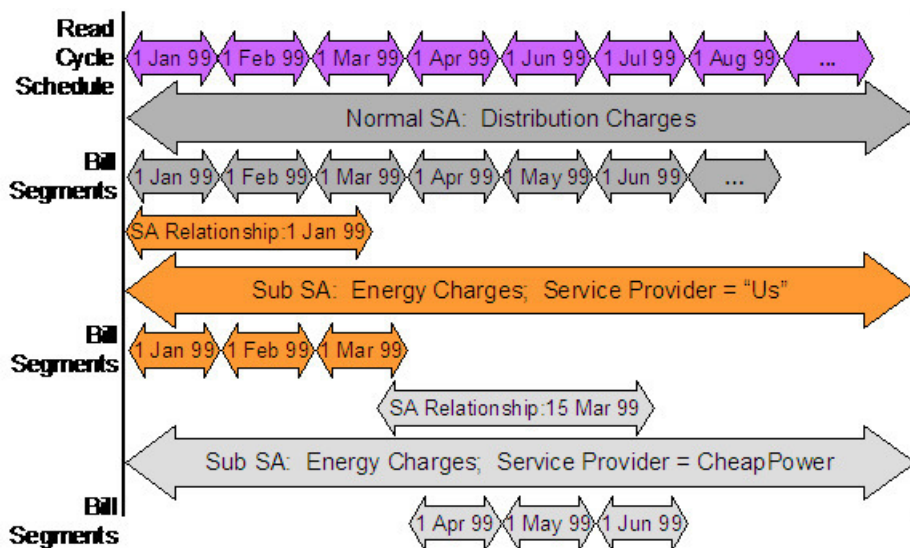 Read
Cycle
Schedule
1 Jan 99 1 Feb 99 1 Mar 99 1 Apr 99 1 Jun 99 1 Jul 99 1 Aug 99 ...
Normal SA: Distribution Charges
Bill
Segments
1 Jan 99 1 Feb 99 1 Mar 99 1 Apr 99 1 May 99 1 Jun 99 ...
SA Relationship:1 Jan 99
Sub SA: Energy Charges; Service Provider = “Us”
Bill
Segments
1 Jan 99 1 Feb 99 1 Mar 99
SA Relationship:15 Mar 99
Sub SA: Energy Charges; Service Provider = CheapPower
Bill
Segments
1 Apr 99 1 May 99 1 Jun 99